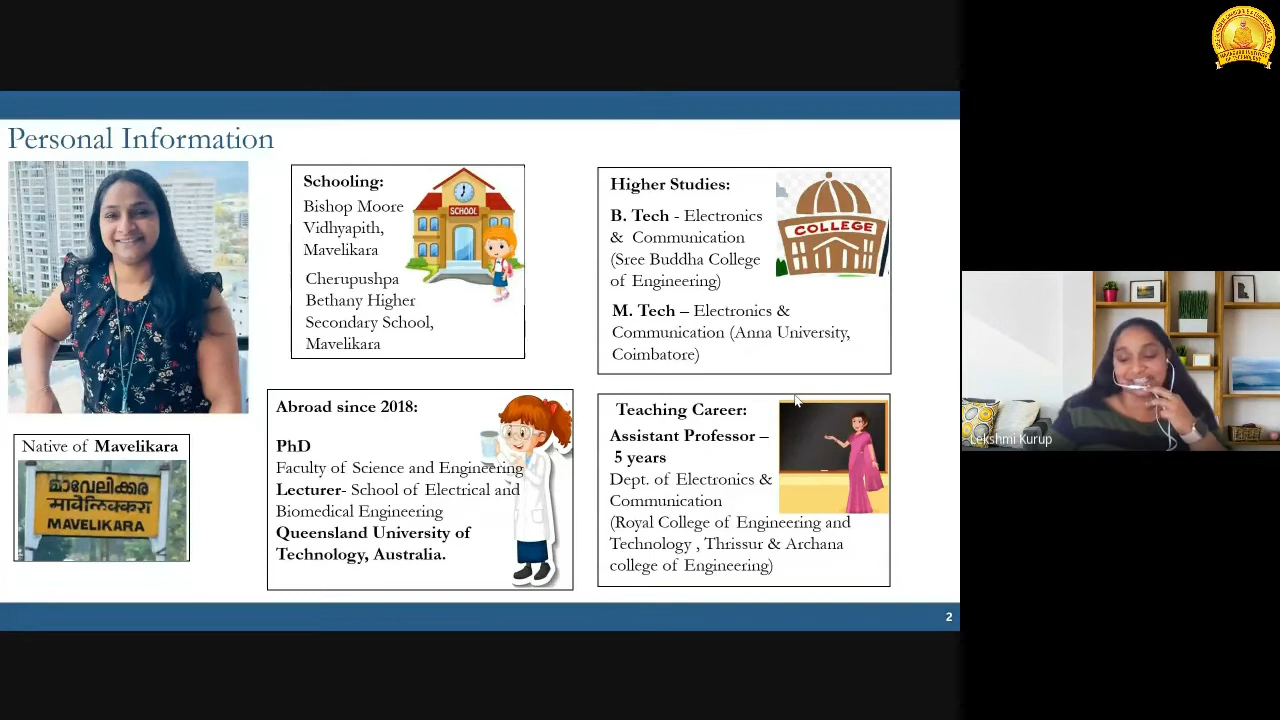 Personal Information
Schooling:
Bishop Moore
Vidhyapith,
Mavelikara
Cherupushpa
Bethany Higher
Secondary School,
Mavelikara
SCHOOL
Higher Studies:
B. Tech - Electronics
& Communication
(Sree Buddha College
of Engineering)
M. Tech – Electronics &
Communication (Anna University,
Coimbatore)
COLLEGE
Native of Mavelikara
മാവേലിക്കര
MAVELIKARA
Abroad since 2018:
PhD
Faculty of Science and Engineering
Lecturer- School of Electrical and
Biomedical Engineering
Queensland University of
Technology, Australia.
Teaching Career:
Assistant Professor –
5 years
Dept. of Electronics &
Communication
(Royal College of Engineering and
Technology , Thrissur & Archana
college of Engineering)
2
Lekshmi Kurup